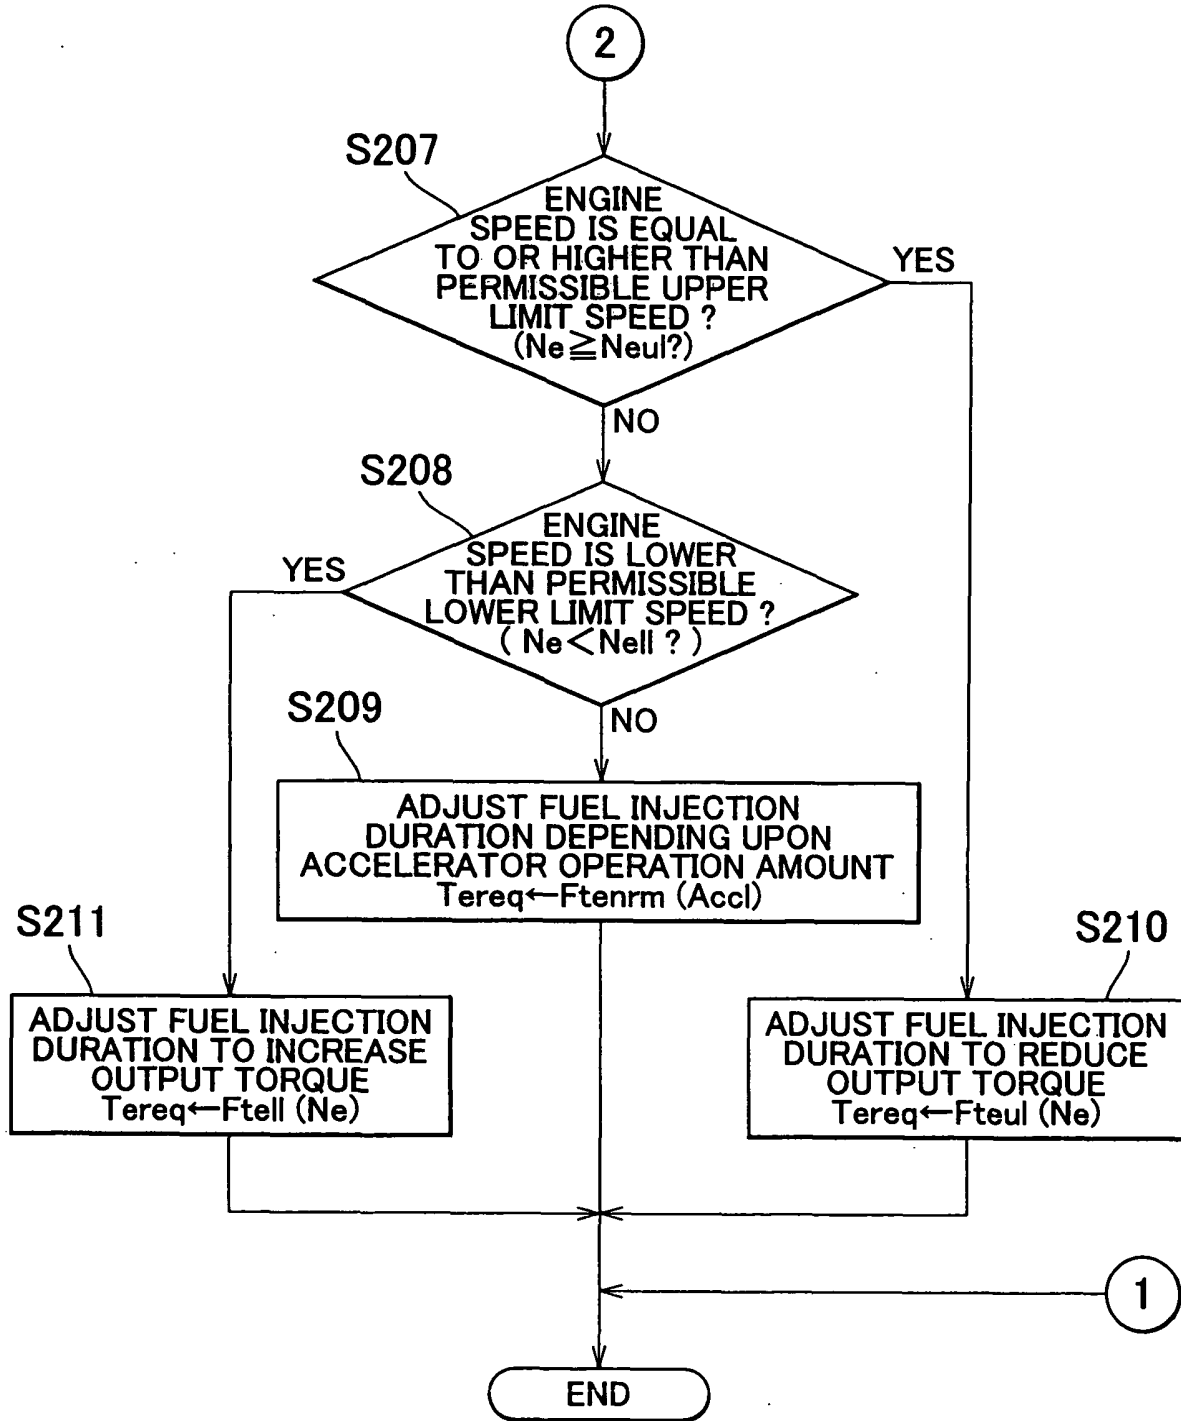 2
S207
ENGINE
SPEED IS EQUAL
TO OR HIGHER THAN
PERMISSIBLE UPPER
LIMIT SPEED ?
(Ne≧Neul?)
YES
NO
S208
ENGINE
SPEED IS LOWER
THAN PERMISSIBLE
LOWER LIMIT SPEED ?
( Ne<Nell ? )
YES
NO
S209
ADJUST FUEL INJECTION
DURATION DEPENDING UPON
ACCELERATOR OPERATION AMOUNT
Tereq←Ftenrm (Accl)
S211
ADJUST FUEL INJECTION
DURATION TO INCREASE
OUTPUT TORQUE
Tereq←Ftell (Ne)
S210
ADJUST FUEL INJECTION
DURATION TO REDUCE
OUTPUT TORQUE
Tereq←Fteul (Ne)
1
END